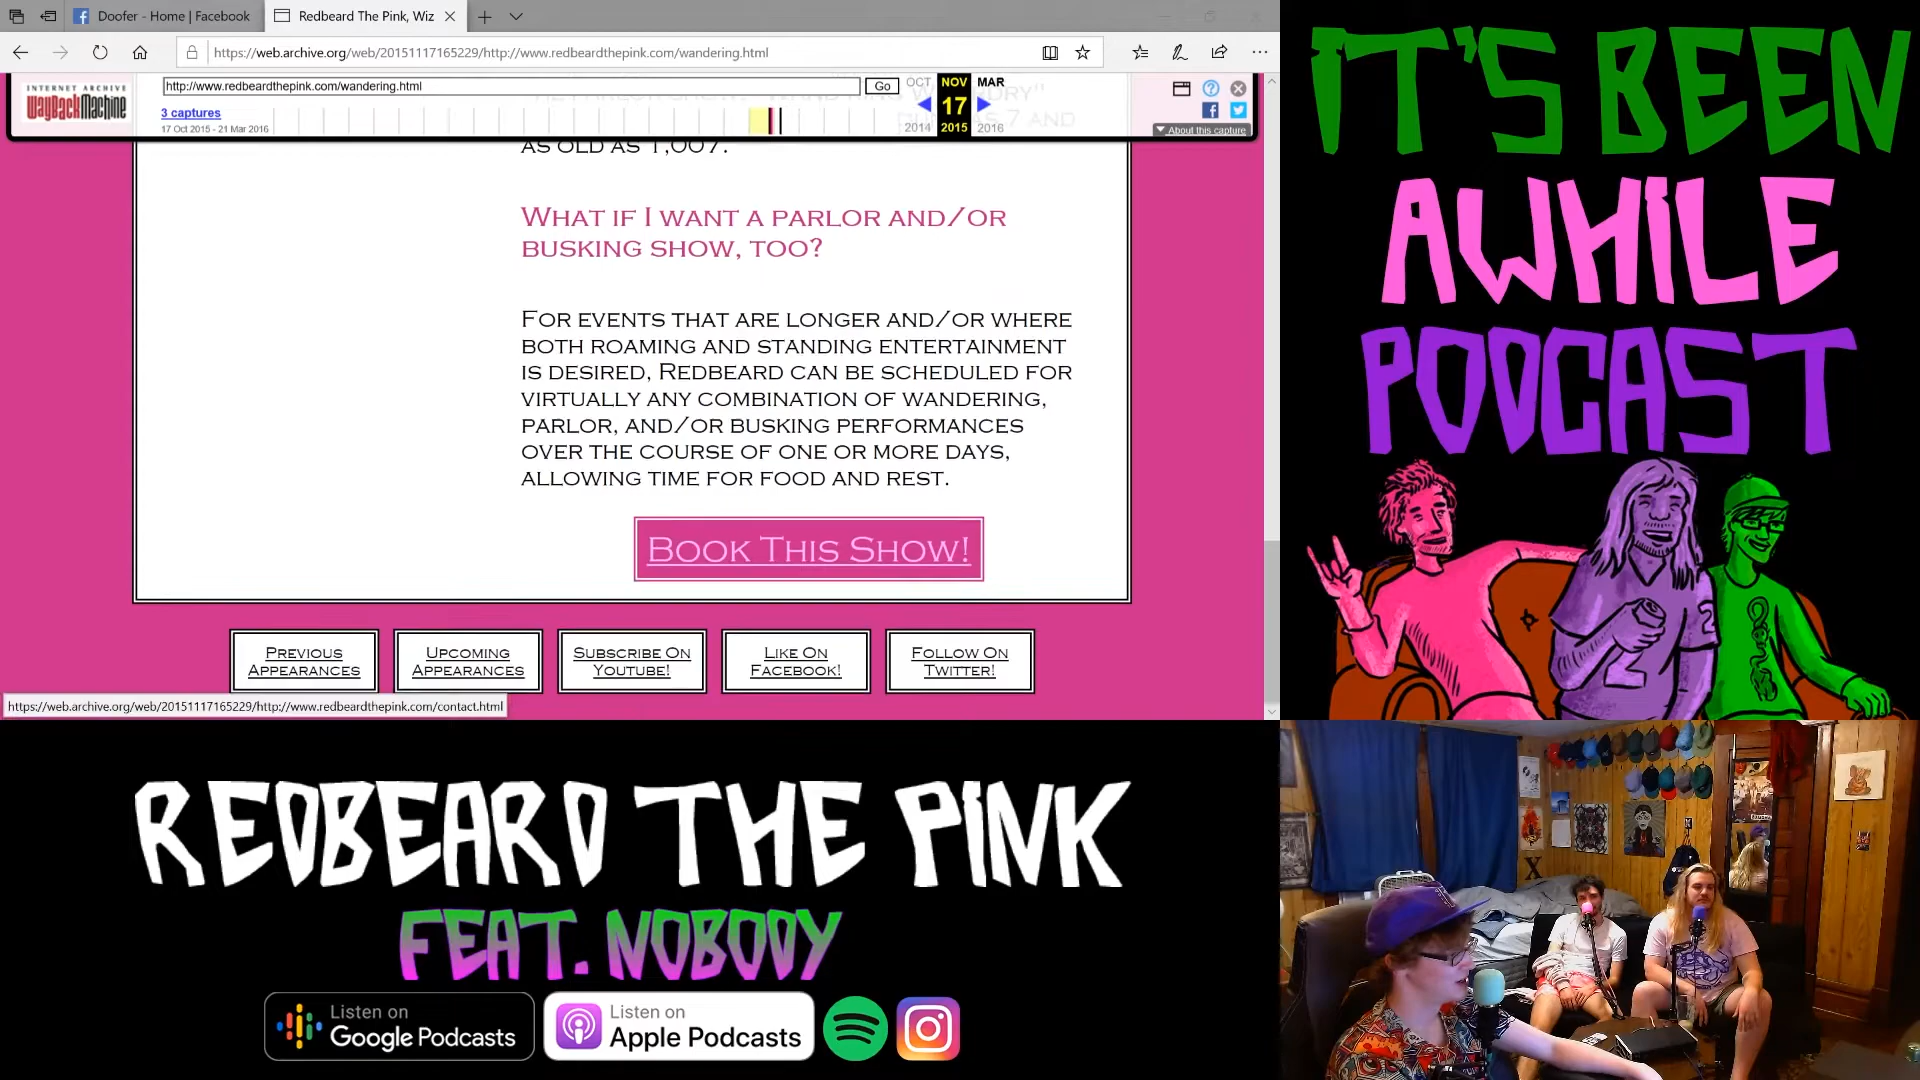 Doofer - Home | Facebook
Redbeard The Pink, Wiz
https://web.archive.org/web/20151117165229/http://www.redbeardthepink.com/wandering.html
INTERNET ARCHIVE
WayBackMachine
http://www.redbeardthepink.com/wandering.html
Go
OCT NOV MAR
3 captures
17
17 Oct 2015 - 21 Mar 2016
2014 2015 2016
About this capture
7 AND
AS OLD AS 1,007.
WHAT IF I WANT A PARLOR AND/OR
BUSKING SHOW, TOO?
FOR EVENTS THAT ARE LONGER AND/OR WHERE
BOTH ROAMING AND STANDING ENTERTAINMENT
IS DESIRED, REDBEARD CAN BE SCHEDULED FOR
VIRTUALLY ANY COMBINATION OF WANDERING,
PARLOR, AND/OR BUSKING PERFORMANCES
OVER THE COURSE OF ONE OR MORE DAYS,
ALLOWING TIME FOR FOOD AND REST.
BOOK THIS SHOW!
PREVIOUS
APPEARANCES
UPCOMING
APPEARANCES
SUBSCRIBE ON
YOUTUBE!
LIKE ON
FACEBOOK!
FOLLOW ON
TWITTER!
https://web.archive.org/web/20151117165229/http://www.redbeardthepink.com/contact.html
IT'S BEEN
AWHILE
PODCAST
REDBEARD THE PINK
FEAT. NOBODY
Listen on
Google Podcasts
Listen on
Apple Podcasts